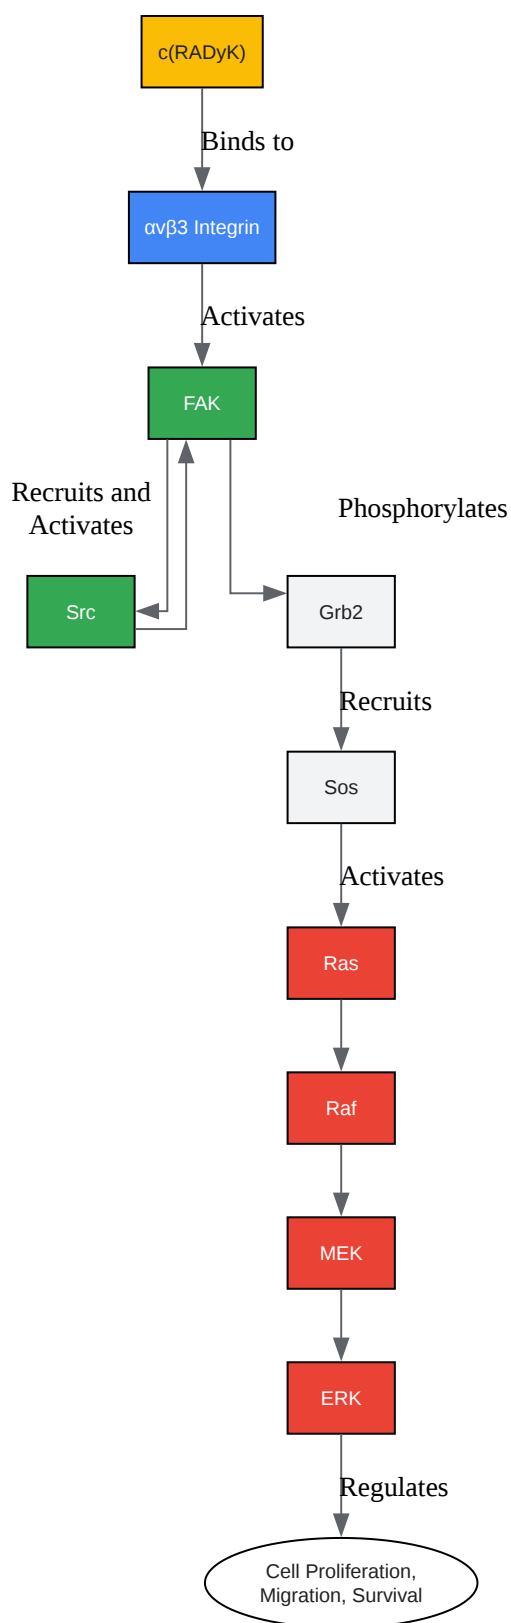 c(RADyK)
Binds to
αvβ3 Integrin
Activates
FAK
Recruits and
Activates
Phosphorylates
Src
Grb2
Recruits
Sos
Activates
Ras
Raf
MEK
ERK
Regulates
Cell Proliferation,
Migration, Survival